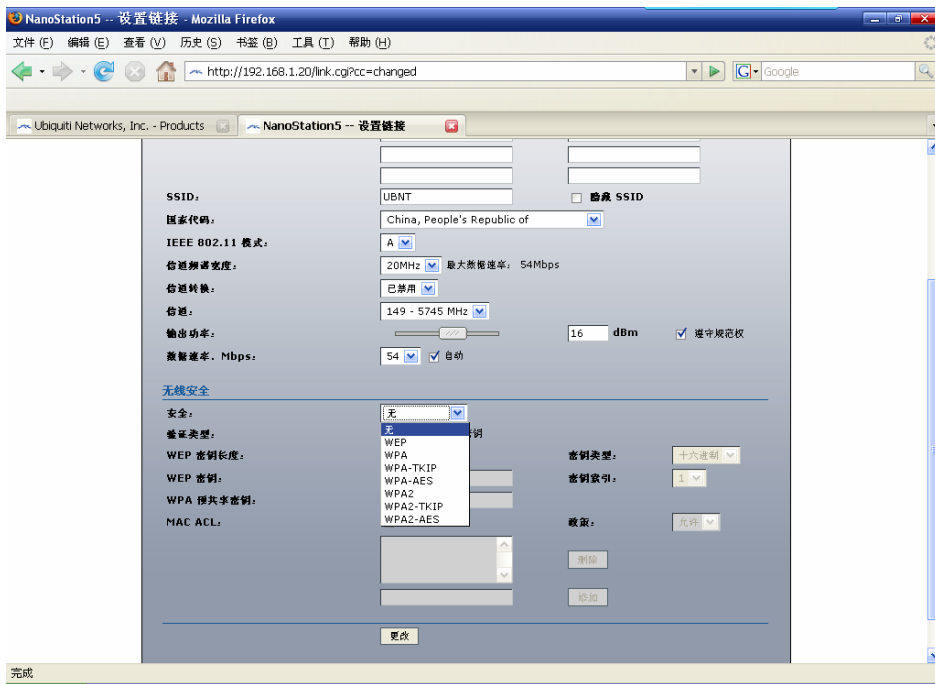 NanoStation5 -- 设置链接 - Mozilla Firefox
文件 (F) 编辑 (E) 查看 (V) 历史 (S) 书签 (B) 工具 (T) 帮助 (H)
http://192.168.1.20/link.cgi?cc=changed G Google
Ubiquiti Networks, Inc. - Products NanoStation5 -- 设置链接
SSID: UBNT 隐藏 SSID
国家代码: China, People's Republic of
IEEE 802.11 模式: A
信道频谱宽度: 20MHz 最大数据速率: 54Mbps
信道转换: 已禁用
信道: 149 - 5745 MHz
输出功率: 16 dBm 遵守规范权
数据速率. Mbps: 54 自动
无线安全
安全: 无
验证类型: 无 密钥
WEP
WEP 密钥长度: WPA 密钥类型: 十六进制
WPA-TKIP
WEP 密钥: WPA-AES 密钥索引: 1
WPA2
WPA 预共享密钥: WPA2-TKIP
MAC ACL: WPA2-AES 政策: 允许
删除
添加
更改
完成